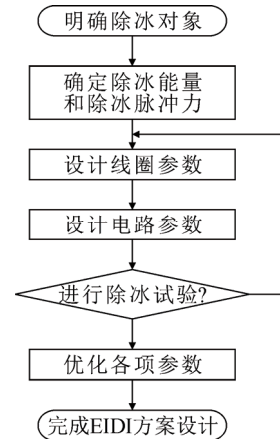 明确除冰对象
确定除冰能量
和除冰脉冲力
设计线圈参数
设计电路参数
进行除冰试验?
优化各项参数
完成EIDI方案设计